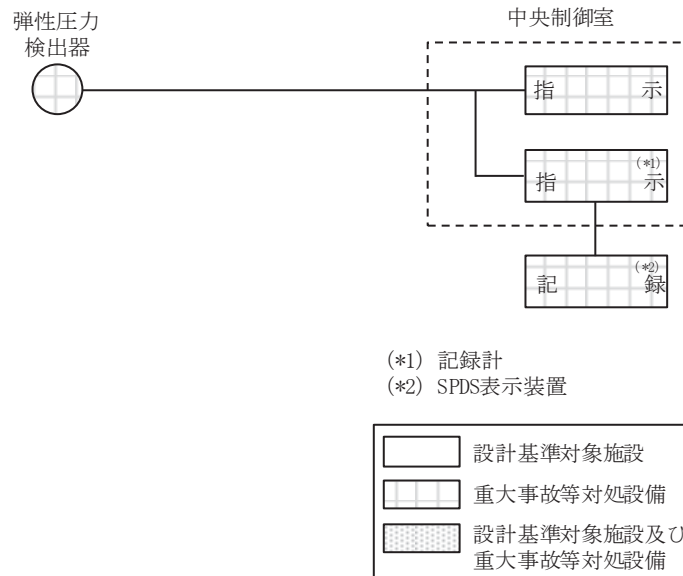 弾性圧力
検出器
中央制御室
指 示
(*1)
指 示
(*2)
記 録
(*1) 記録計
(*2) SPDS表示装置
設計基準対象施設
重大事故等対処設備
設計基準対象施設及び
重大事故等対処設備